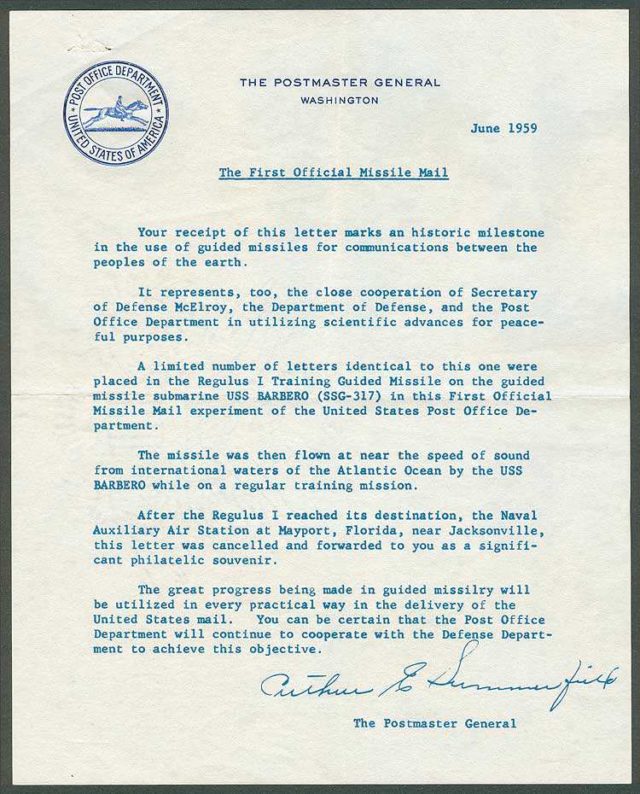 POST OFFICE DEPARTMENT
UNITED STATES OF AMERICA
THE POSTMASTER GENERAL
WASHINGTON
June 1959
The First Official Missile Mail
Your receipt of this letter marks an historic milestone
in the use of guided missiles for communications between the
peoples of the earth.
It represents, too, the close cooperation of Secretary
of Defense McElroy, the Department of Defense, and the Post
Office Department in utilizing scientific advances for peace-
ful purposes.
A limited number of letters identical to this one were
placed in the Regulus I Training Guided Missile on the guided
missile submarine USS BARBERO (SSG-317) in this First Official
Missile Mail experiment of the United States Post Office De-
partment.
The missile was then flown at near the speed of sound
from international waters of the Atlantic Ocean by the USS
BARBERO while on a regular training mission.
After the Regulus I reached its destination, the Naval
Auxiliary Air Station at Mayport, Florida, near Jacksonville,
this letter was cancelled and forwarded to you as a signifi-
cant philatelic souvenir.
The great progress being made in guided missilry will
be utilized in every practical way in the delivery of the
United States mail. You can be certain that the Post Office
Department will continue to cooperate with the Defense Depart-
ment to achieve this objective.
Arthur E Summerfield
The Postmaster General